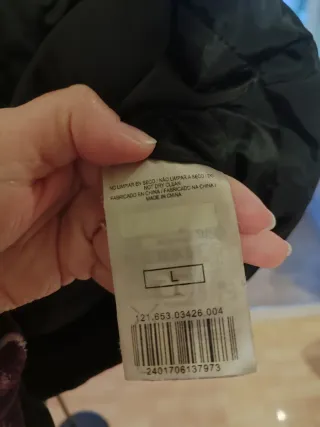 NO LIMPIAR EN SECO / NÃO LIMPAR A SECO / DO
NOT DRY CLEAN
FABRICADO EN CHINA / FABRICADO NA CHINA /
MADE IN CHINA
L
121.653.03426.004
2401706137973